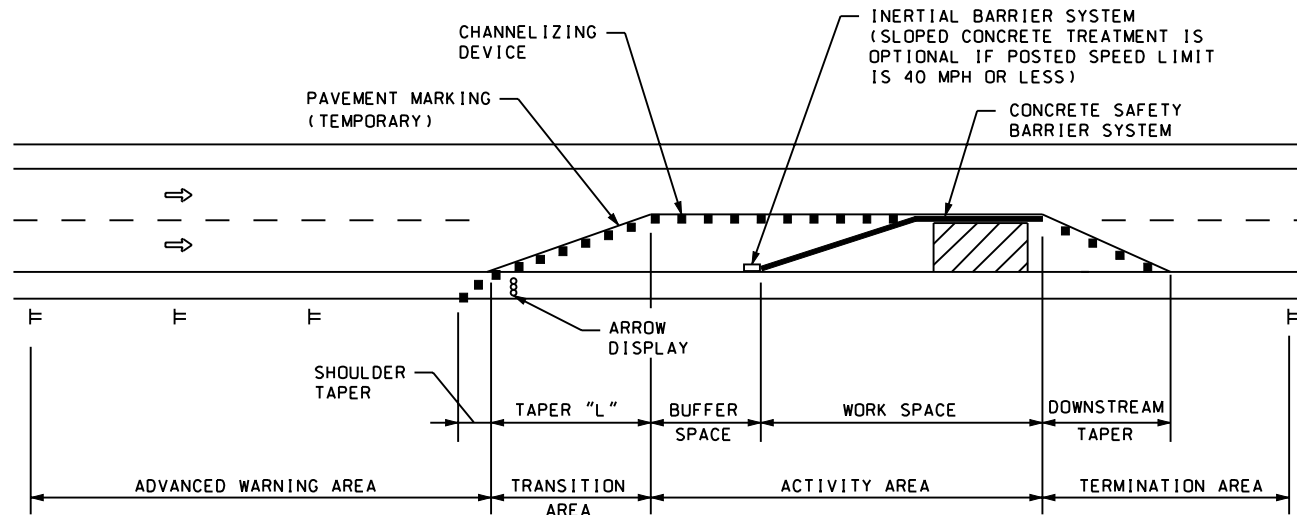 INERTIAL BARRIER SYSTEM
(SLOPED CONCRETE TREATMENT IS
OPTIONAL IF POSTED SPEED LIMIT
IS 40 MPH OR LESS)
CHANNELIZING
DEVICE
PAVEMENT MARKING
(TEMPORARY)
CONCRETE SAFETY
BARRIER SYSTEM
ARROW
DISPLAY
SHOULDER
TAPER
TAPER "L"
BUFFER
SPACE
WORK SPACE
DOWNSTREAM
TAPER
ADVANCED WARNING AREA
TRANSITION
AREA
ACTIVITY AREA
TERMINATION AREA